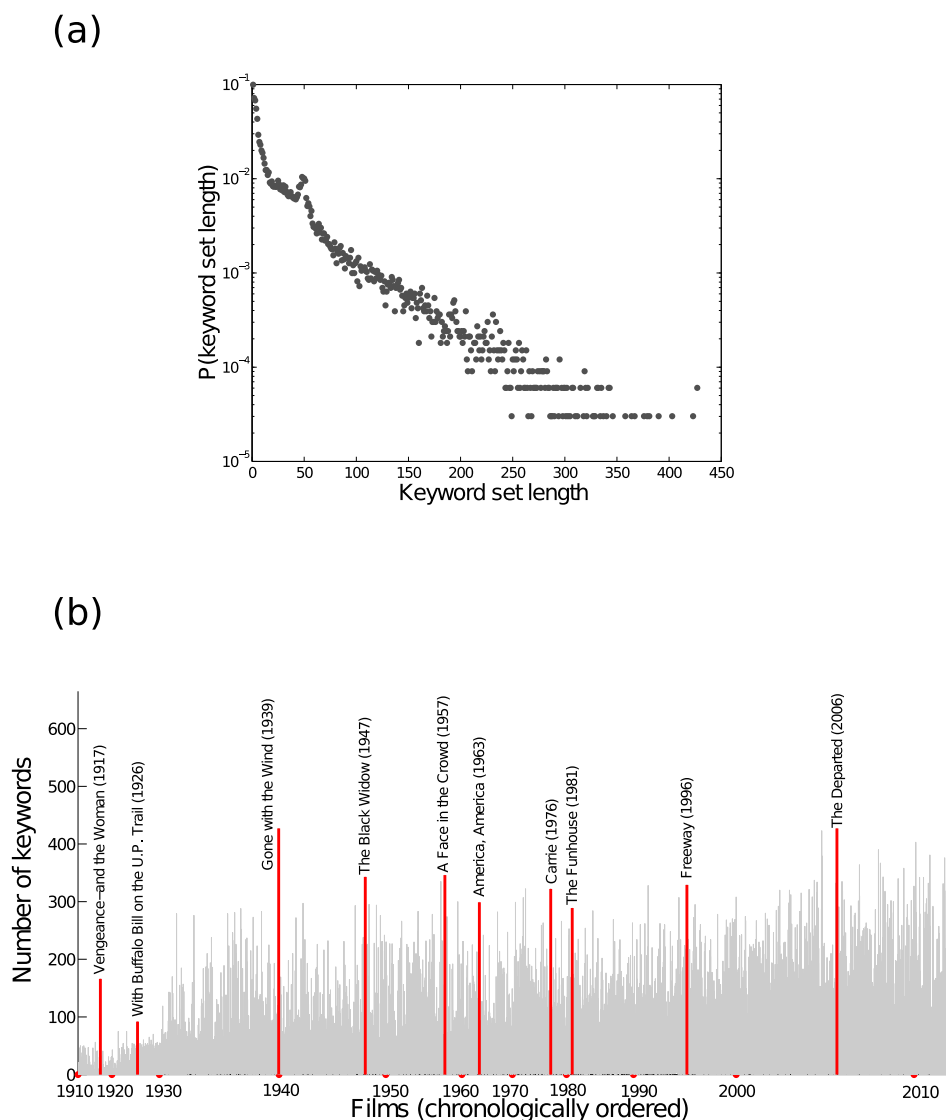 (a)
10⁻¹
10⁻²
10⁻³
10⁻⁴
10⁻⁵
P(keyword set length)
0 50 100 150 200 250 300 350 400 450
Keyword set length
(b)
Number of keywords
600
500
400
300
200
100
0
Vengeance—and the Woman (1917)
With Buffalo Bill on the U.P. Trail (1926)
Gone with the Wind (1939)
The Black Widow (1947)
A Face in the Crowd (1957)
America, America (1963)
Carrie (1976)
The Funhouse (1981)
Freeway (1996)
The Departed (2006)
1910 1920 1930 1940 1950 1960 1970 1980 1990 2000 2010
Films (chronologically ordered)